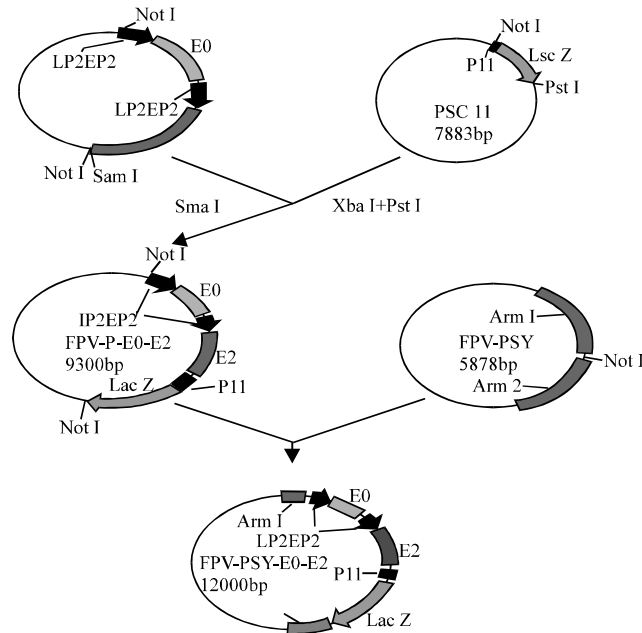 Not I
E0
LP2EP2
LP2EP2
Not I
Sam I
Not I
P11
Lsc Z
Pst I
PSC 11
7883bp
Sma I
Xba I+Pst I
Not I
E0
IP2EP2
FPV-P-E0-E2
9300bp
E2
Lac Z
P11
Not I
Arm I
FPV-PSY
5878bp
Not I
Arm 2
E0
Arm I
LP2EP2
E2
FPV-PSY-E0-E2
P11
12000bp
Lac Z